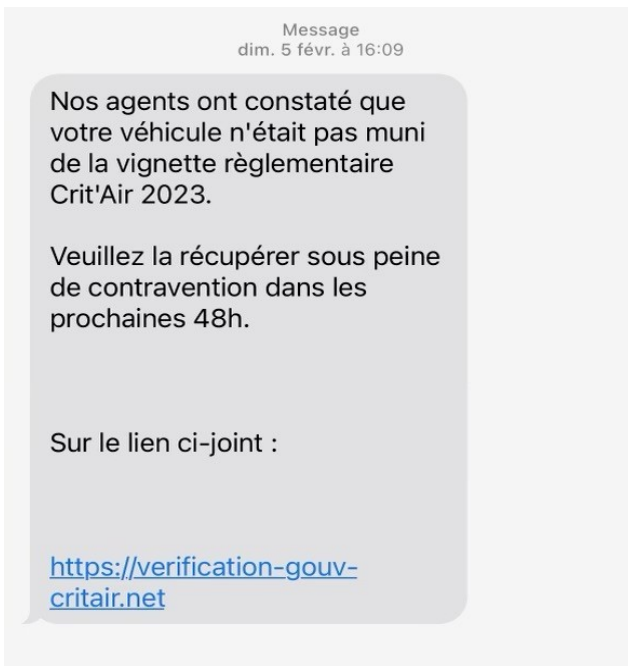 Message
dim. 5 févr. à 16:09
Nos agents ont constaté que
votre véhicule n'était pas muni
de la vignette règlementaire
Crit'Air 2023.
Veuillez la récupérer sous peine
de contravention dans les
prochaines 48h.
Sur le lien ci-joint :
https://verification-gouv-
critair.net